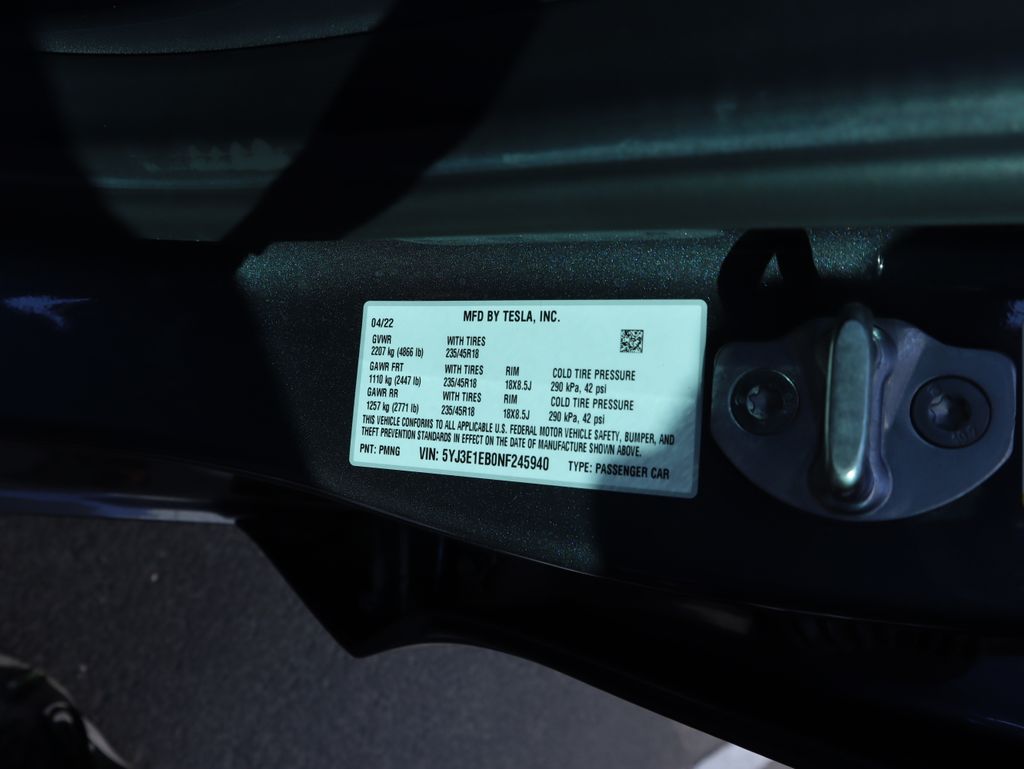 MFD BY TESLA, INC.
04/22
GVWR WITH TIRES
2207 kg (4866 lb) 235/45R18
GAWR FRT WITH TIRES RIM COLD TIRE PRESSURE
1110 kg (2447 lb) 235/45R18 18X8.5J 290 kPa, 42 psi
GAWR RR WITH TIRES RIM COLD TIRE PRESSURE
1257 kg (2771 lb) 235/45R18 18X8.5J 290 kPa, 42 psi
THIS VEHICLE CONFORMS TO ALL APPLICABLE U.S. FEDERAL MOTOR VEHICLE SAFETY, BUMPER, AND
THEFT PREVENTION STANDARDS IN EFFECT ON THE DATE OF MANUFACTURE SHOWN ABOVE.
PNT: PMNG VIN: 5YJ3E1EB0NF245940 TYPE: PASSENGER CAR